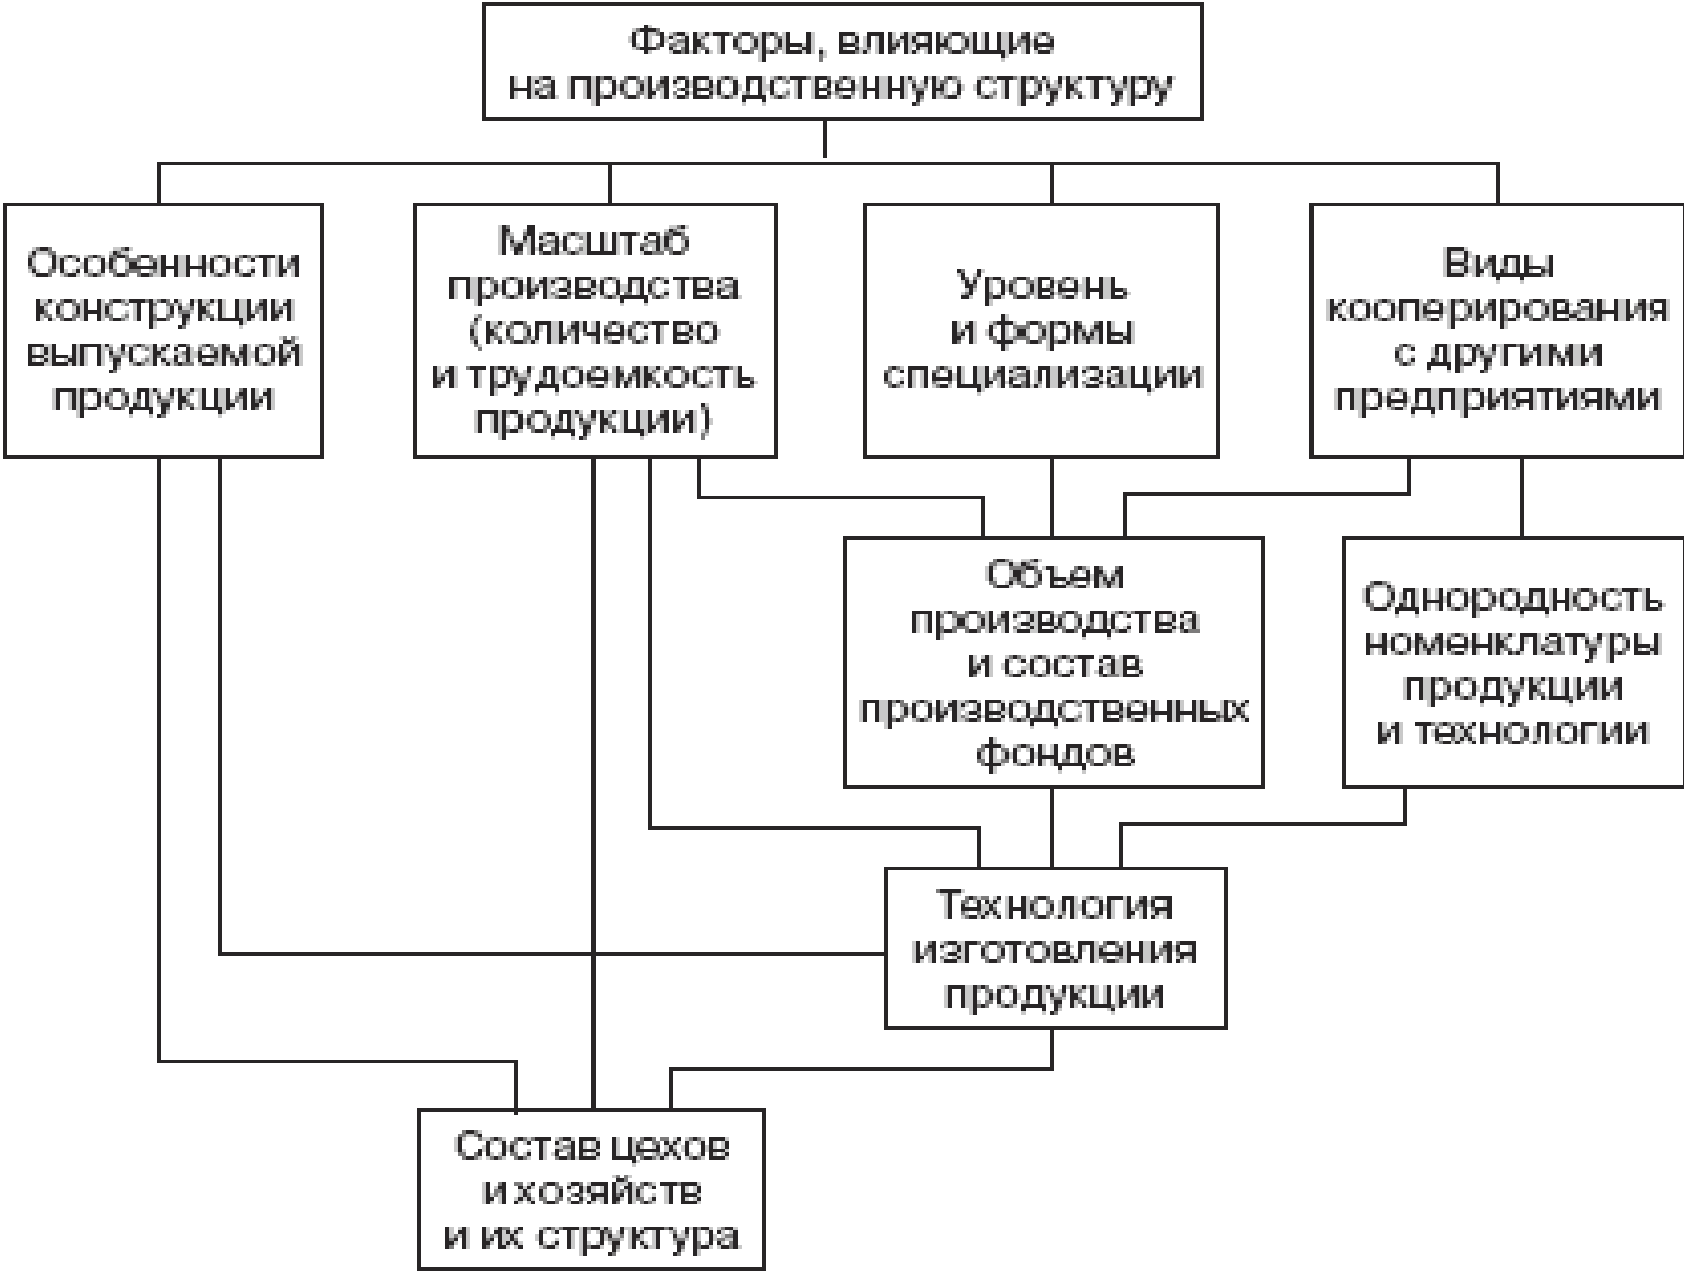 Факторы, влияющие
на производственную структуру
Особенности
конструкции
выпускаемой
продукции
Масштаб
производства
(количество
и трудоемкость
продукции)
Уровень
и формы
специализации
Виды
кооперирования
с другими
предприятиями
Объем
производства
и состав
производственных
фондов
Однородность
номенклатуры
продукции
и технологии
Технология
изготовления
продукции
Состав цехов
и хозяйств
и их структура